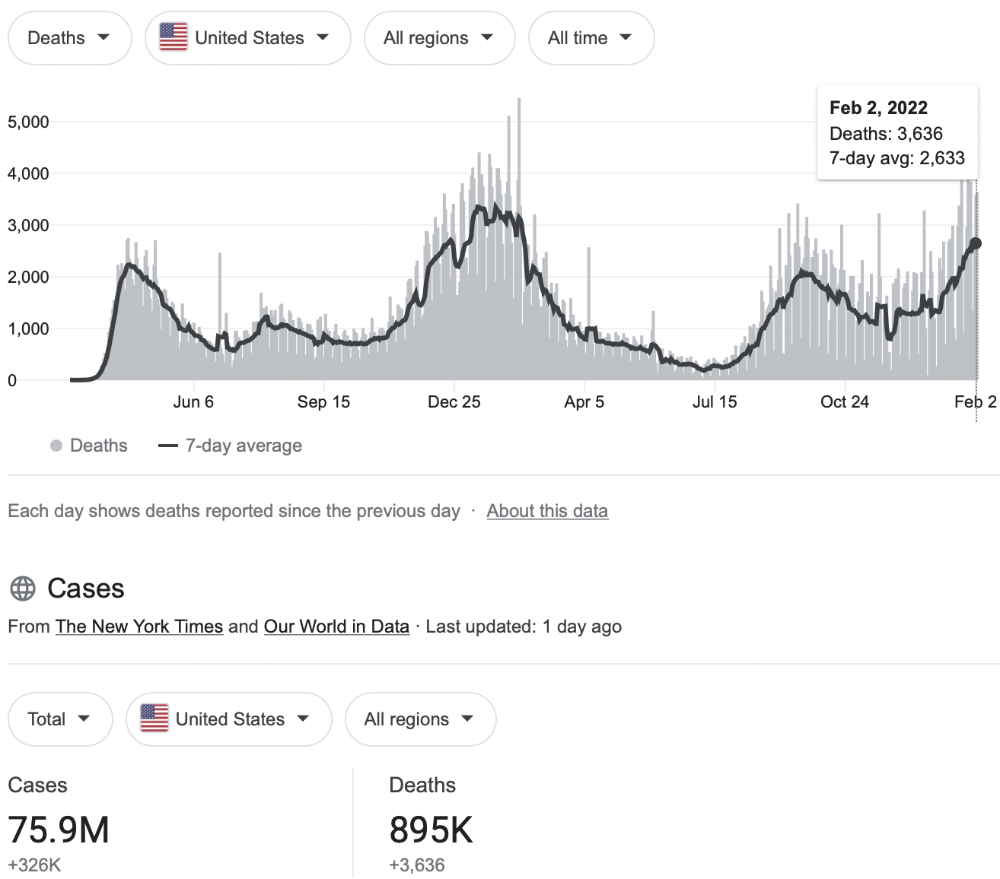 Deaths United States All regions All time
Feb 2, 2022
Deaths: 3,636
7-day avg: 2,633
5,000
4,000
3,000
2,000
1,000
0
Jun 6 Sep 15 Dec 25 Apr 5 Jul 15 Oct 24 Feb 2
Deaths 7-day average
Each day shows deaths reported since the previous day · About this data
Cases
From The New York Times and Our World in Data · Last updated: 1 day ago
Total United States All regions
Cases Deaths
75.9M 895K
+326K +3,636